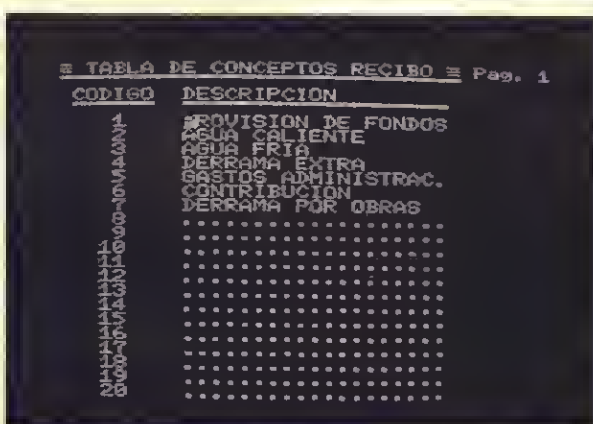 ≡ TABLA DE CONCEPTOS RECIBO ≡ Pag. 1
CODIGO DESCRIPCION
1 PROVISION DE FONDOS
2 AGUA CALIENTE
3 AGUA FRIA
4 DERRAMA EXTRA
5 GASTOS ADMINISTRAC.
6 CONTRIBUCION
7 DERRAMA POR OBRAS
8 ...................
9 ...................
10 ...................
11 ...................
12 ...................
13 ...................
14 ...................
15 ...................
16 ...................
17 ...................
18 ...................
19 ...................
20 ...................